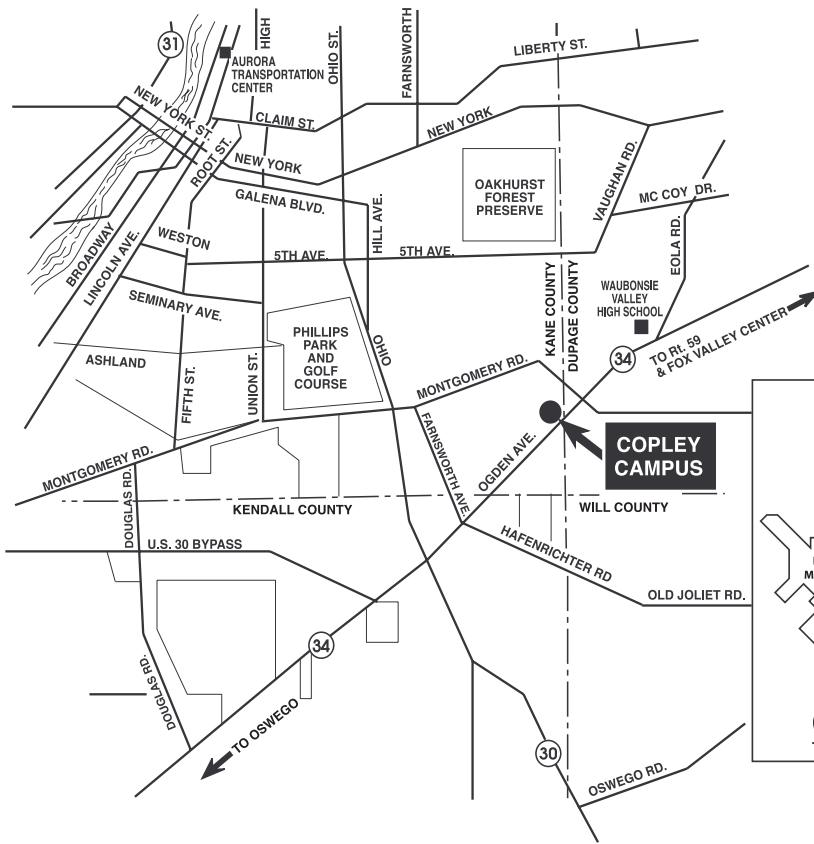 31
HIGH
OHIO ST.
FARNSWORTH
LIBERTY ST.
AURORA
TRANSPORTATION
CENTER
NEW YORK ST.
CLAIM ST.
NEW YORK
ROOT ST.
NEW YORK
GALENA BLVD.
HILL AVE.
OAKHURST
FOREST
PRESERVE
VAUGHAN RD.
MC COY DR.
EOLA RD.
BROADWAY
LINCOLN AVE.
WESTON
5TH AVE.
5TH AVE.
SEMINARY AVE.
KANE COUNTY
DUPAGE COUNTY
WAUBONSIE
VALLEY
HIGH SCHOOL
PHILLIPS
PARK
AND
GOLF
COURSE
OHIO
34
TO Rt. 59
& FOX VALLEY CENTER
ASHLAND
FIFTH ST.
UNION ST.
MONTGOMERY RD.
FARNSWORTH AVE.
OGDEN AVE.
COPLEY
CAMPUS
MONTGOMERY RD.
DOUGLAS RD.
KENDALL COUNTY
WILL COUNTY
U.S. 30 BYPASS
HAFENRICHTER RD
OLD JOLIET RD.
M
34
DOUGLAS RD.
TO OSWEGO
30
OSWEGO RD.